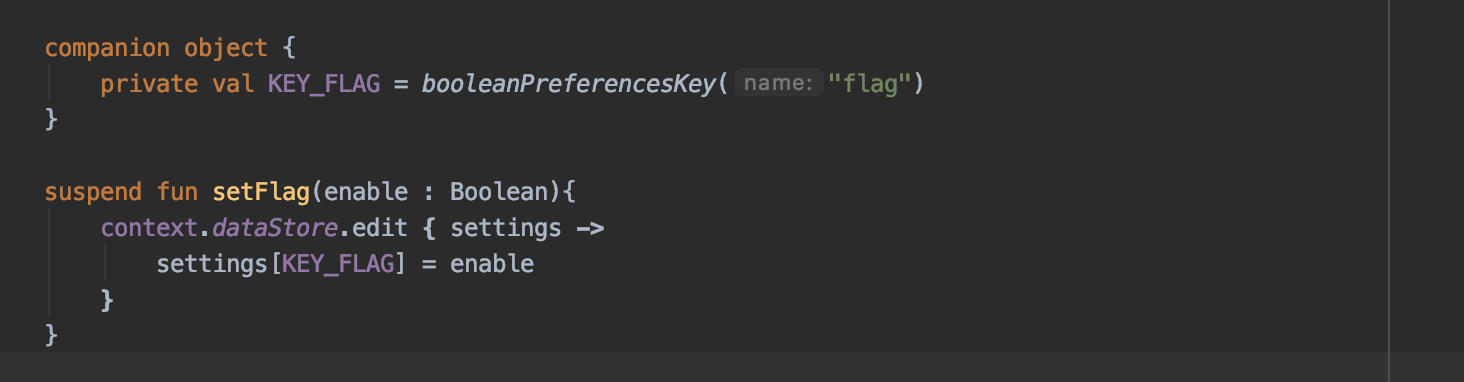 companion object {
    private val KEY_FLAG = booleanPreferencesKey( name: "flag")
}
suspend fun setFlag(enable : Boolean){
    context.dataStore.edit { settings ->
        settings[KEY_FLAG] = enable
    }
}